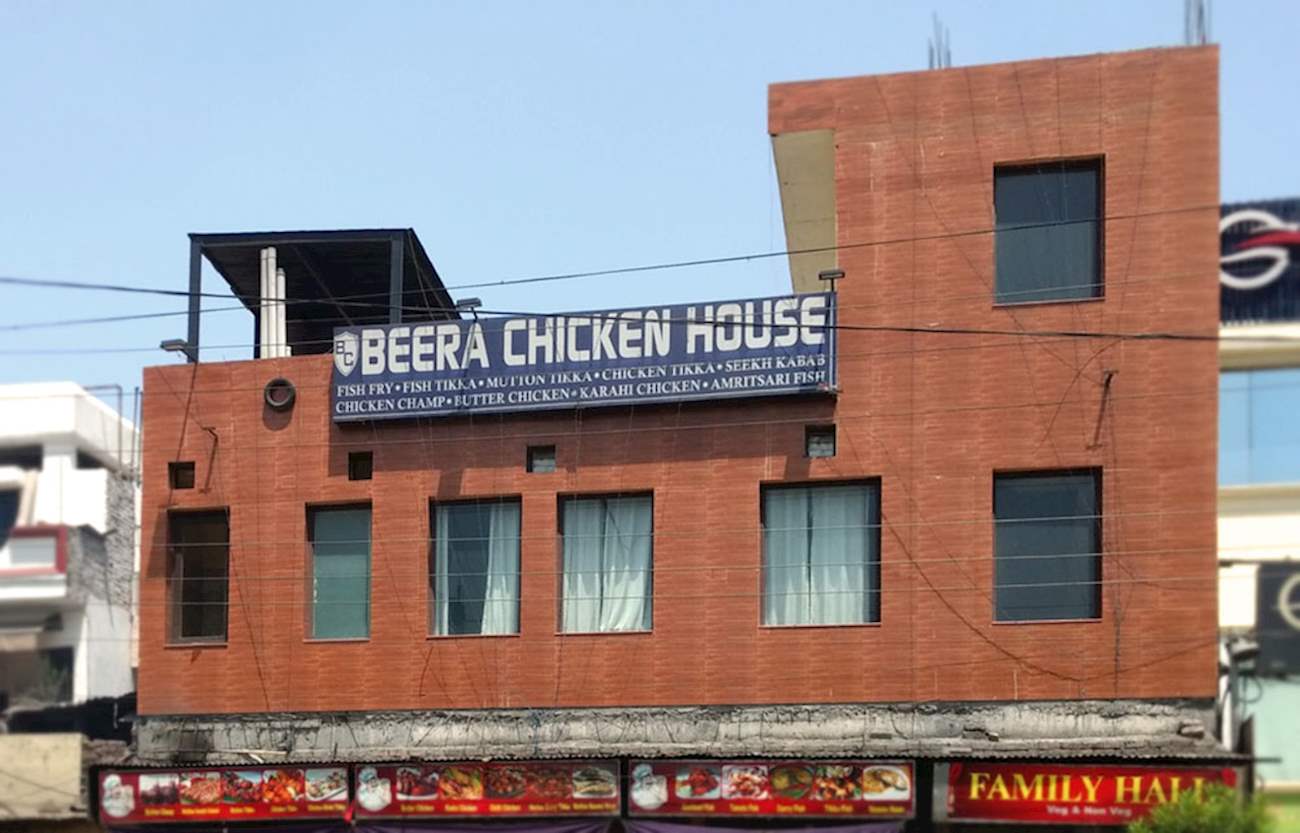 BC
BEERA CHICKEN HOUSE
FISH FRY • FISH TIKKA • MUTTON TIKKA • CHICKEN TIKKA • SEEKH KABAB
CHICKEN CHAMP • BUTTER CHICKEN • KARAHI CHICKEN • AMRITSARI FISH
FAMILY HALL
Veg & Non Veg